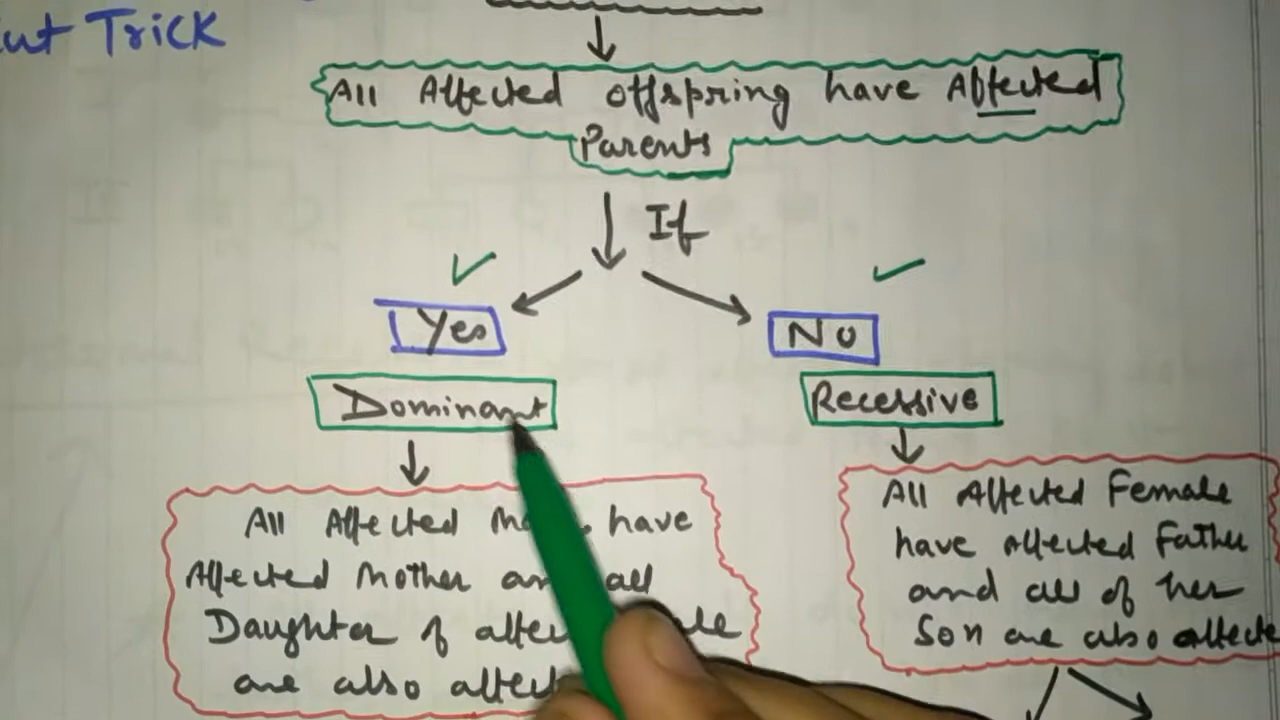 Trick
All Affected offspring have Affected
Parents
If
Yes
No
Dominant
Recessive
All Affected have
Affected Mother and all
Daughter of
are also
All Affected Female
have affected Father
and all of her
Son are also affecte